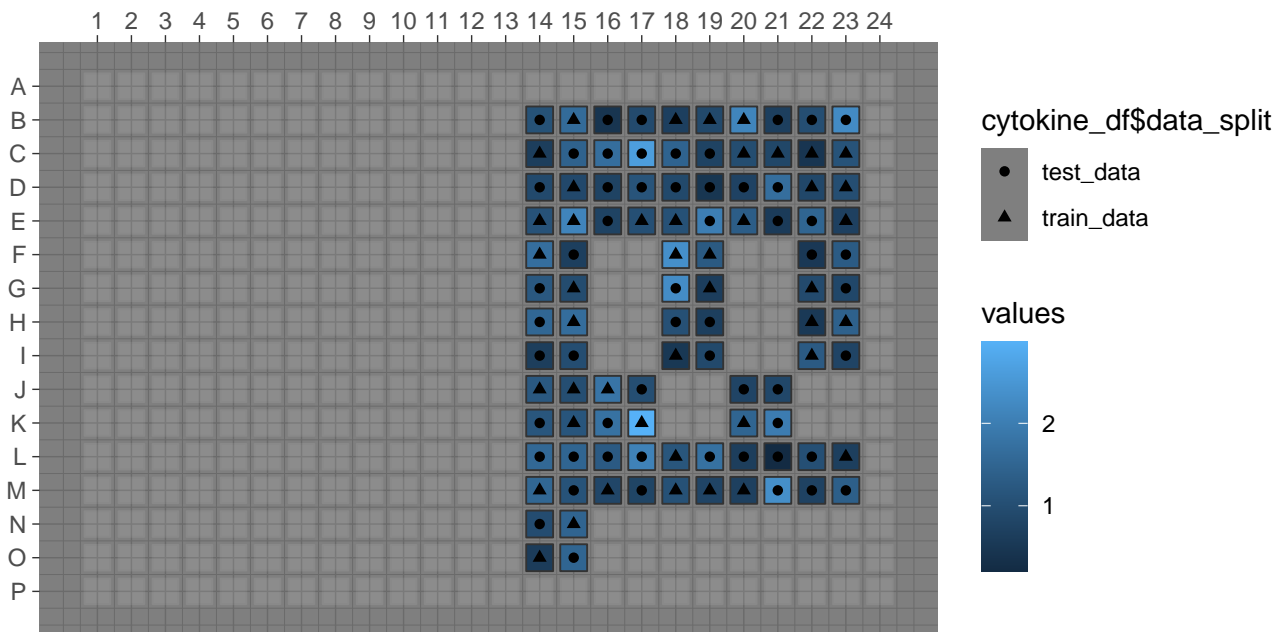 1 2 3 4 5 6 7 8 9 10 11 12 13 14 15 16 17 18 19 20 21 22 23 24
A
B
C
D
E
F
G
H
I
J
K
L
M
N
O
P
cytokine_df$data_split
test_data
train_data
values
2
1